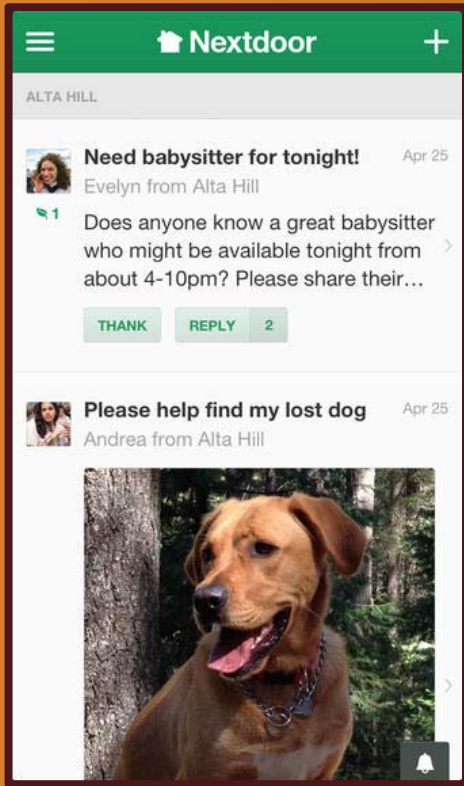 Nextdoor
ALTA HILL
Need babysitter for tonight! Apr 25
Evelyn from Alta Hill
1
Does anyone know a great babysitter
who might be available tonight from
about 4-10pm? Please share their...
THANK REPLY 2
Please help find my lost dog Apr 25
Andrea from Alta Hill